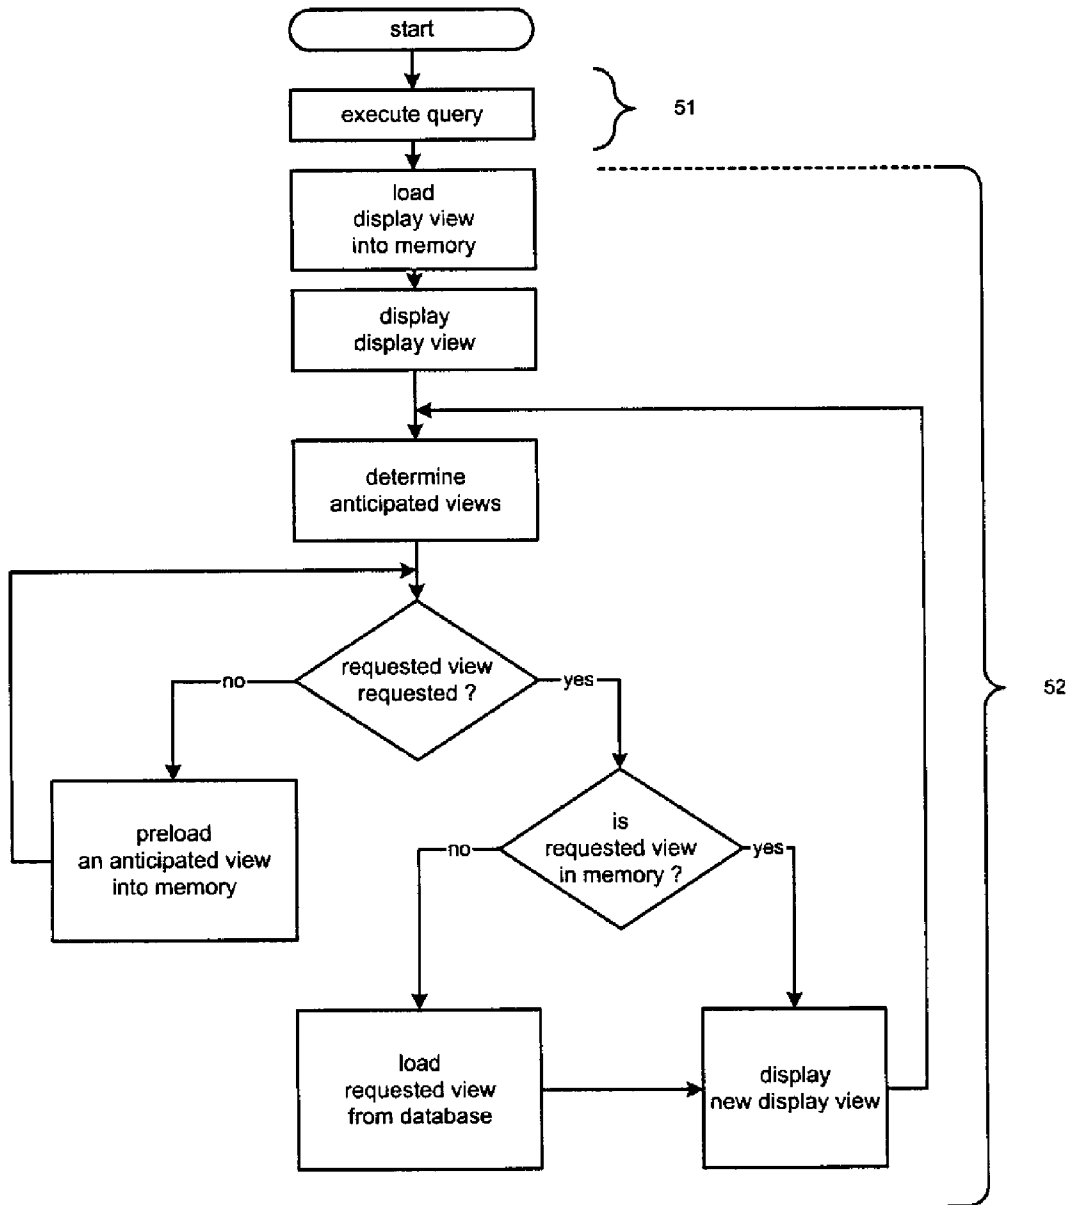 start
execute query
51
load
display view
into memory
display
display view
determine
anticipated views
requested view
requested ?
no
yes
52
preload
an anticipated view
into memory
is
requested view
in memory ?
no
yes
load
requested view
from database
display
new display view